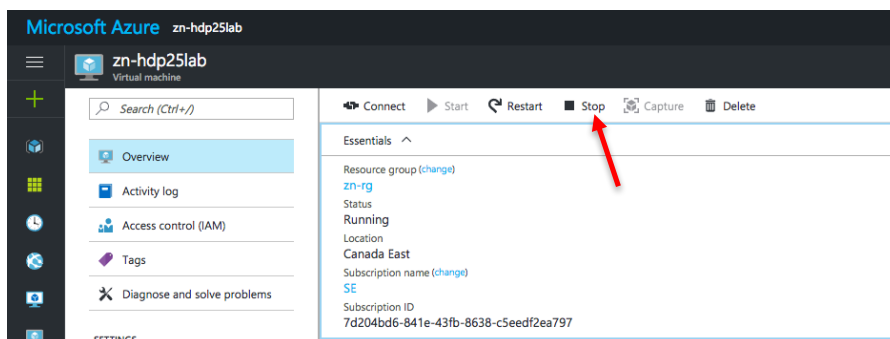 Microsoft Azure zn-hdp25lab
zn-hdp25lab
Virtual machine
Search (Ctrl+/)
Connect Start Restart Stop Capture Delete
Essentials
Overview
Activity log
Access control (IAM)
Tags
Diagnose and solve problems
SETTINGS
Resource group (change)
zn-rg
Status
Running
Location
Canada East
Subscription name (change)
SE
Subscription ID
7d204bd6-841e-43fb-8638-c5eedf2ea797